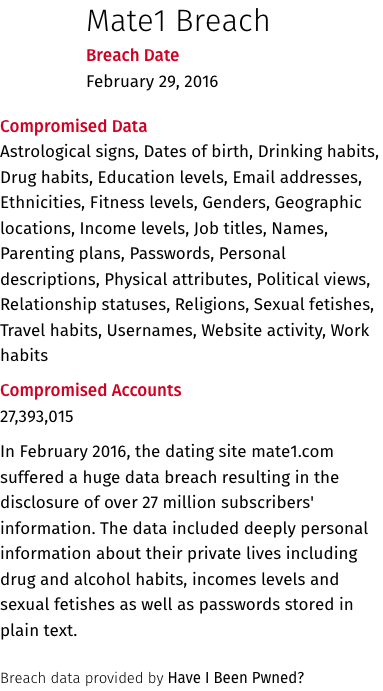 Mate1 Breach
Breach Date
February 29, 2016
Compromised Data
Astrological signs, Dates of birth, Drinking habits,
Drug habits, Education levels, Email addresses,
Ethnicities, Fitness levels, Genders, Geographic
locations, Income levels, Job titles, Names,
Parenting plans, Passwords, Personal
descriptions, Physical attributes, Political views,
Relationship statuses, Religions, Sexual fetishes,
Travel habits, Usernames, Website activity, Work
habits
Compromised Accounts
27,393,015
In February 2016, the dating site mate1.com
suffered a huge data breach resulting in the
disclosure of over 27 million subscribers'
information. The data included deeply personal
information about their private lives including
drug and alcohol habits, incomes levels and
sexual fetishes as well as passwords stored in
plain text.
Breach data provided by Have I Been Pwned?